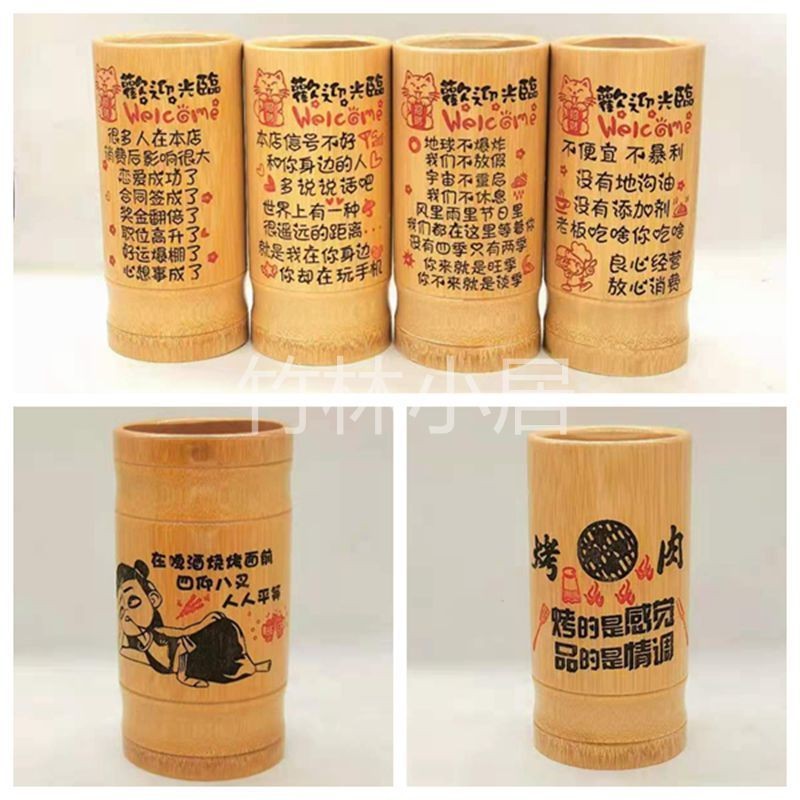 歡迎光臨
Welcome
很多人在本店
消费后影响很大
恋爱成功了
合同签成了
奖金翻倍了
职位高升了
好运爆棚了
心想事成了
歡迎光臨
Welcome
本店信号不好
和你身边的人
多说说话吧
世界上有一种
很遥远的距离...
就是我在你身边
你却在玩手机
歡迎光臨
Welcome
地球不爆炸
我们不放假
宇宙不重启
我们不休息
风里雨里节日里
我们都在这里等着你
没有四季只有两季
你来就是旺季
你不来就是淡季
歡迎光臨
Welcome
不便宜 不暴利
没有地沟油
没有添加剂
老板吃啥你吃啥
良心经营
放心消费
竹林小居
在啤酒烧烤面前
四仰八叉
人人平等
烤肉
烤的是感觉
品的是情调